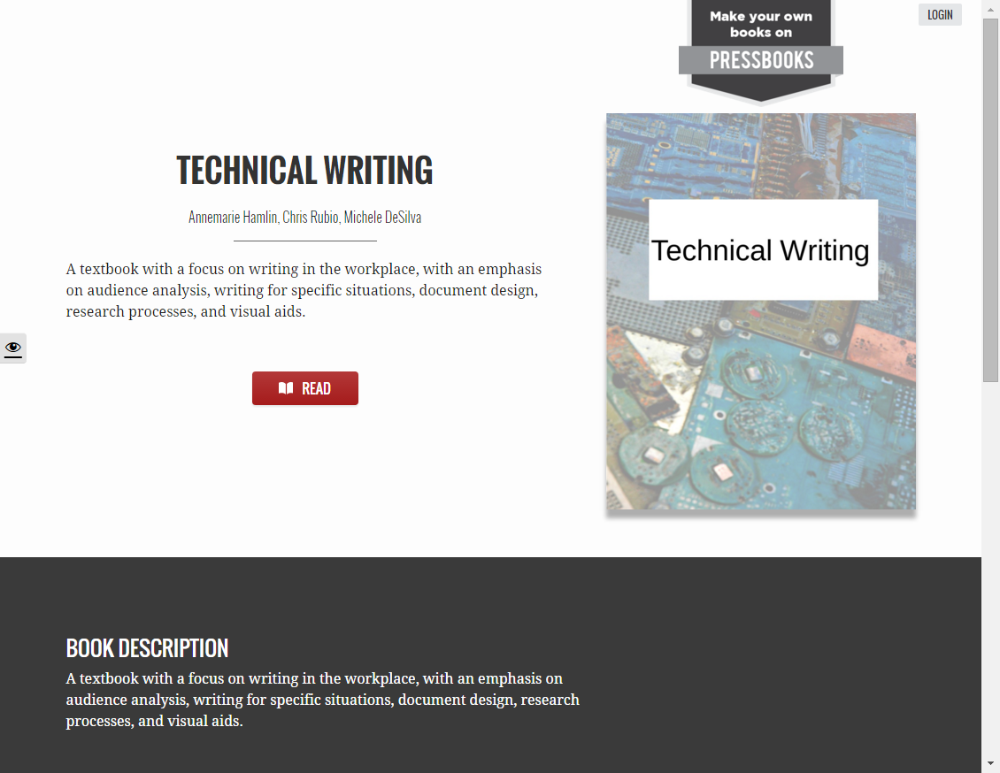 LOGIN
Make your own
books on
PRESSBOOKS
TECHNICAL WRITING
Annemarie Hamlin, Chris Rubio, Michele DeSilva
A textbook with a focus on writing in the workplace, with an emphasis
on audience analysis, writing for specific situations, document design,
research processes, and visual aids.
READ
Technical Writing
BOOK DESCRIPTION
A textbook with a focus on writing in the workplace, with an emphasis on
audience analysis, writing for specific situations, document design, research
processes, and visual aids.